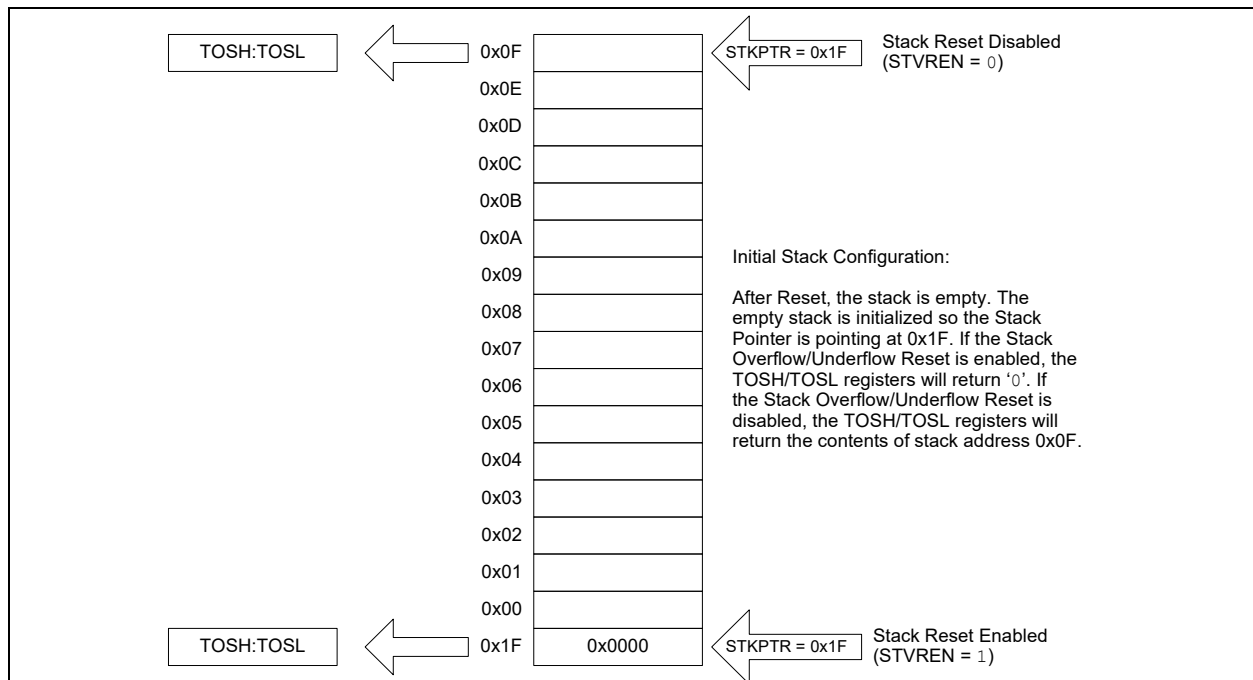 TOSH:TOSL
0x0F
STKPTR = 0x1F
Stack Reset Disabled
(STVREN = 0)
0x0E
0x0D
0x0C
0x0B
0x0A
0x09
0x08
0x07
0x06
0x05
0x04
0x03
0x02
0x01
0x00
Initial Stack Configuration:
After Reset, the stack is empty. The
empty stack is initialized so the Stack
Pointer is pointing at 0x1F. If the Stack
Overflow/Underflow Reset is enabled, the
TOSH/TOSL registers will return ‘0’. If
the Stack Overflow/Underflow Reset is
disabled, the TOSH/TOSL registers will
return the contents of stack address 0x0F.
TOSH:TOSL
0x1F
0x0000
STKPTR = 0x1F
Stack Reset Enabled
(STVREN = 1)